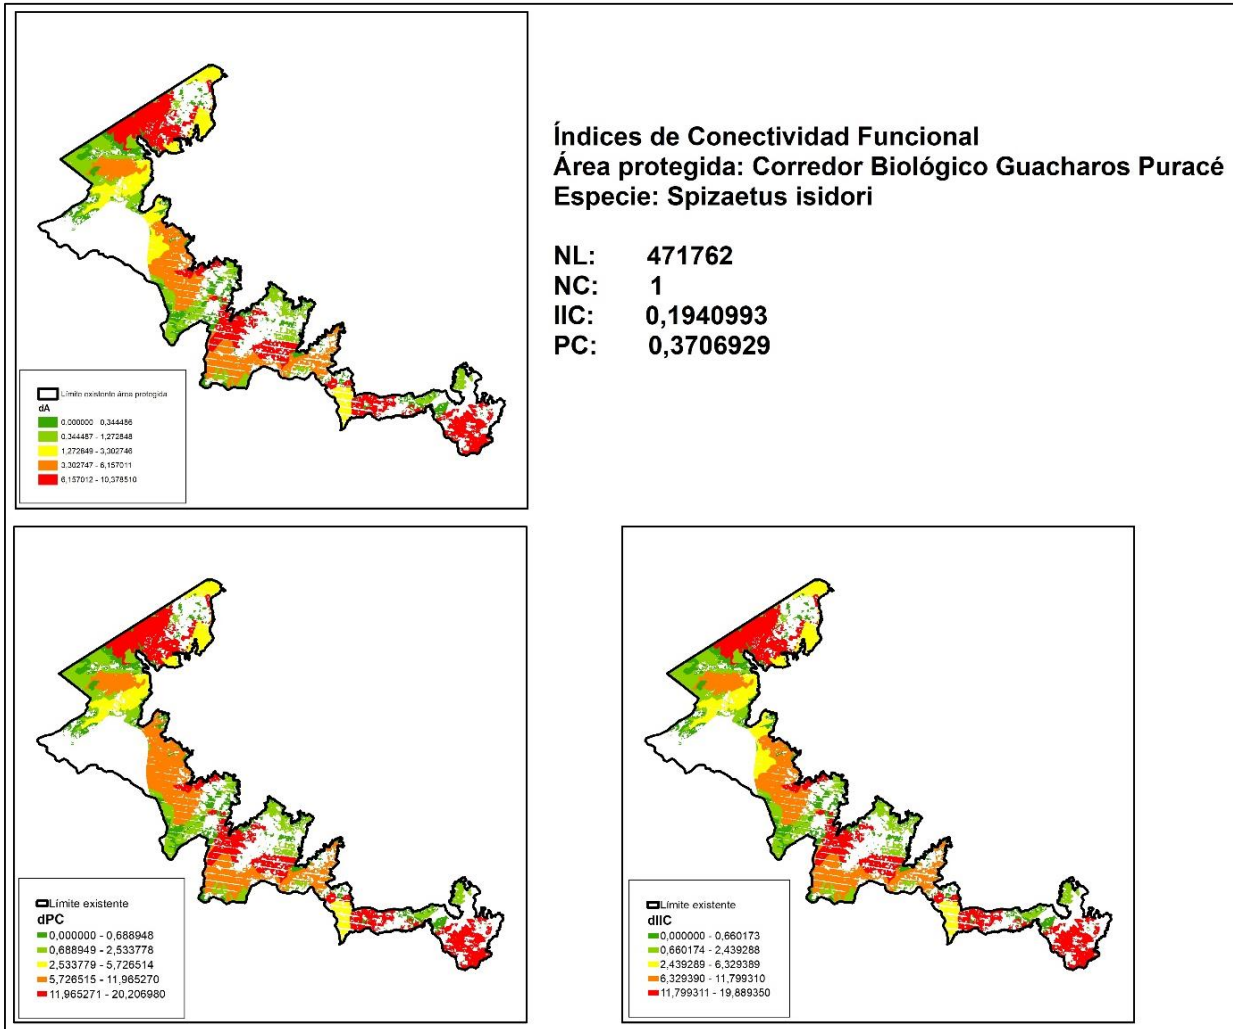 Índices de Conectividad Funcional
Área protegida: Corredor Biológico Guacharos Puracé
Especie: Spizaetus isidori
NL: 471762
NC: 1
IIC: 0,1940993
PC: 0,3706929
Límite existente área protegida
dA
0,000000 0,344486
0,344487 - 1,272848
1,272849 - 3,302746
3,302747 - 6,157011
6,157012 - 10,378510
Límite existente
dPC
0,000000 - 0,688948
0,688949 - 2,533778
2,533779 - 5,726514
5,726515 - 11,965270
11,965271 - 20,206980
Límite existente
dIIC
0,000000 - 0,660173
0,660174 - 2,439288
2,439289 - 6,329389
6,329390 - 11,799310
11,799311 - 19,889350